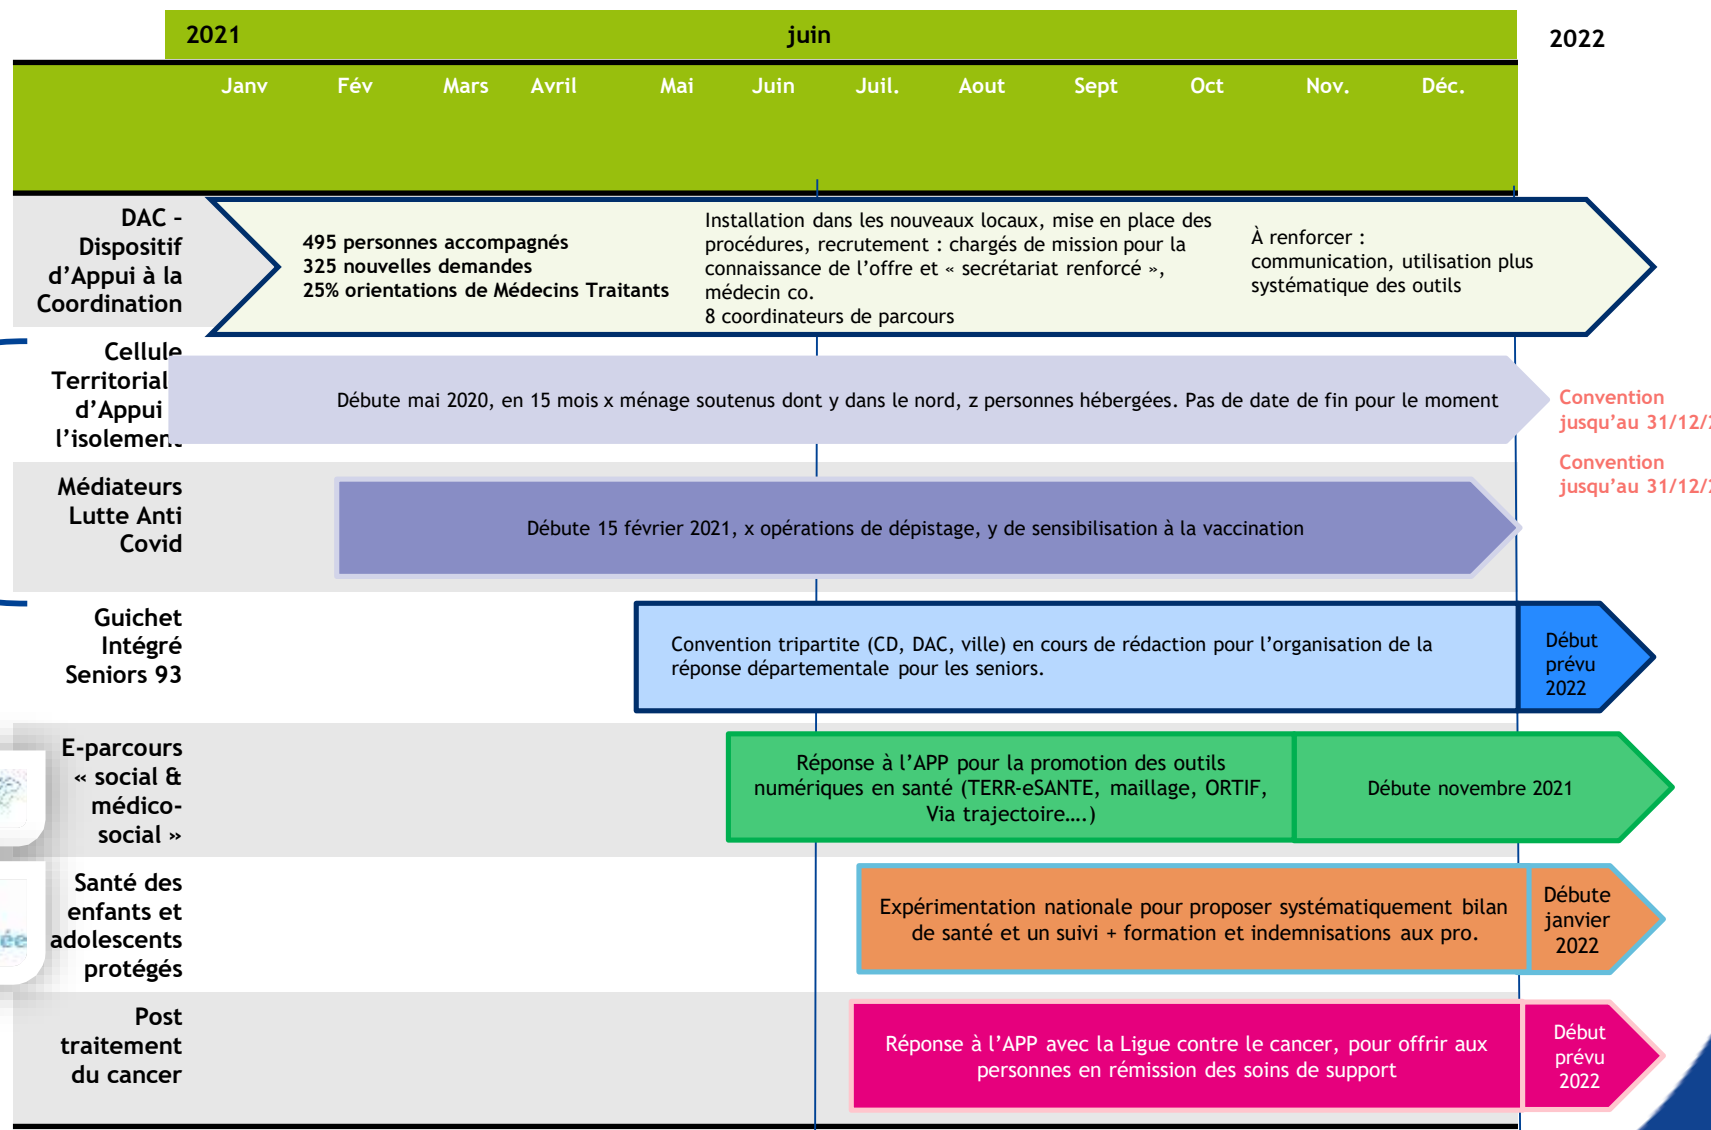 2021 juin 2022
Janv Fév Mars Avril Mai Juin Juil. Aout Sept Oct Nov. Déc.
DAC –
Dispositif
d’Appui à la
Coordination
495 personnes accompagnés
325 nouvelles demandes
25% orientations de Médecins Traitants
Installation dans les nouveaux locaux, mise en place des
procédures, recrutement : chargés de mission pour la
connaissance de l’offre et « secrétariat renforcé »,
médecin co.
8 coordinateurs de parcours
À renforcer :
communication, utilisation plus
systématique des outils
Cellule
Territorial
d’Appui
l’isolement
Débute mai 2020, en 15 mois x ménage soutenus dont y dans le nord, z personnes hébergées. Pas de date de fin pour le moment
Convention
jusqu’au 31/12/
Médiateurs
Lutte Anti
Covid
Débute 15 février 2021, x opérations de dépistage, y de sensibilisation à la vaccination
Convention
jusqu’au 31/12/
Guichet
Intégré
Seniors 93
Convention tripartite (CD, DAC, ville) en cours de rédaction pour l’organisation de la
réponse départementale pour les seniors.
Début
prévu
2022
E-parcours
« social &
médico-
social »
Réponse à l’APP pour la promotion des outils
numériques en santé (TERR-eSANTE, maillage, ORTIF,
Via trajectoire….)
Débute novembre 2021
Santé des
enfants et
adolescents
protégés
Expérimentation nationale pour proposer systématiquement bilan
de santé et un suivi + formation et indemnisations aux pro.
Débute
janvier
2022
Post
traitement
du cancer
Réponse à l’APP avec la Ligue contre le cancer, pour offrir aux
personnes en rémission des soins de support
Début
prévu
2022